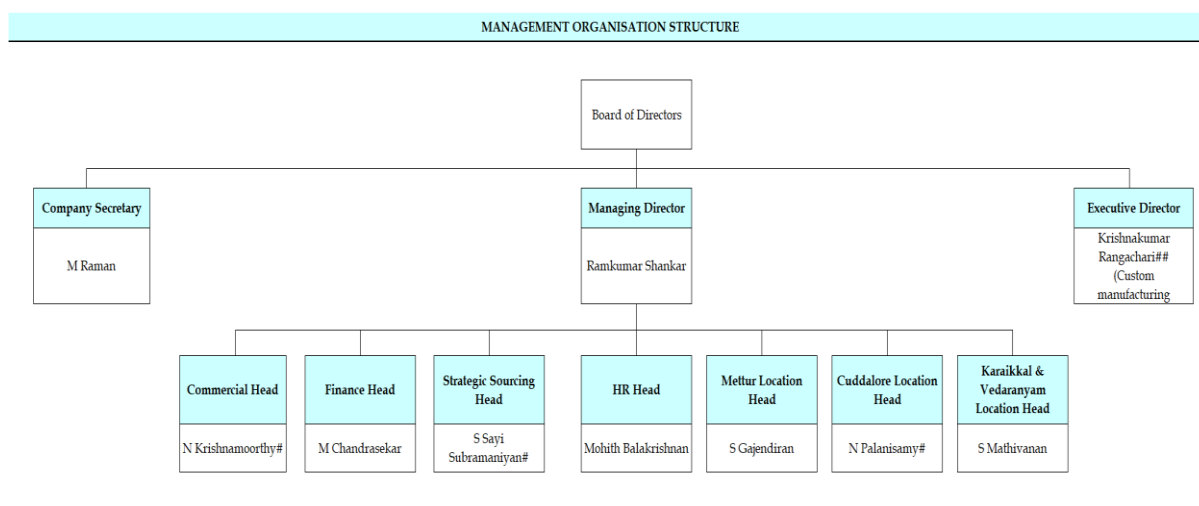 MANAGEMENT ORGANISATION STRUCTURE
Board of Directors
Company Secretary
M Raman
Managing Director
Ramkumar Shankar
Executive Director
Krishnakumar
Rangachari##
(Custom
manufacturing
Commercial Head
N Krishnamoorthy#
Finance Head
M Chandrasekar
Strategic Sourcing
Head
S Sayi
Subramaniyan#
HR Head
Mohith Balakrishnan
Mettur Location
Head
S Gajendiran
Cuddalore Location
Head
N Palanisamy#
Karaikkal &
Vedaranyam
Location Head
S Mathivanan